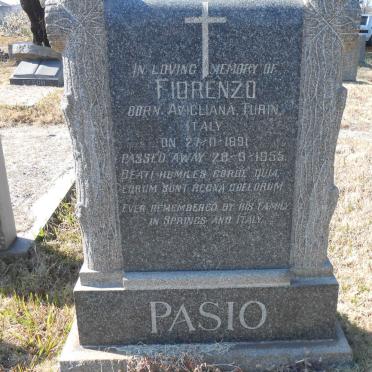 IN LOVING MEMORY OF
FIORENZO
BORN AVIGLIANA, TURIN,
ITALY
ON 27-11-1891
PASSED AWAY 28-9-1955
BEATI HUMILES CORDE QUIA
EORUM SUNT REGNA COELORUM
EVER REMEMBERED BY HIS FAMILY
IN SPRINGS AND ITALY.
PASIO